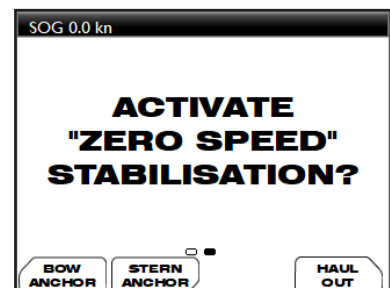 SOG 0.0 kn
ACTIVATE
"ZERO SPEED"
STABILISATION?
BOW
ANCHOR
STERN
ANCHOR
HAUL
OUT